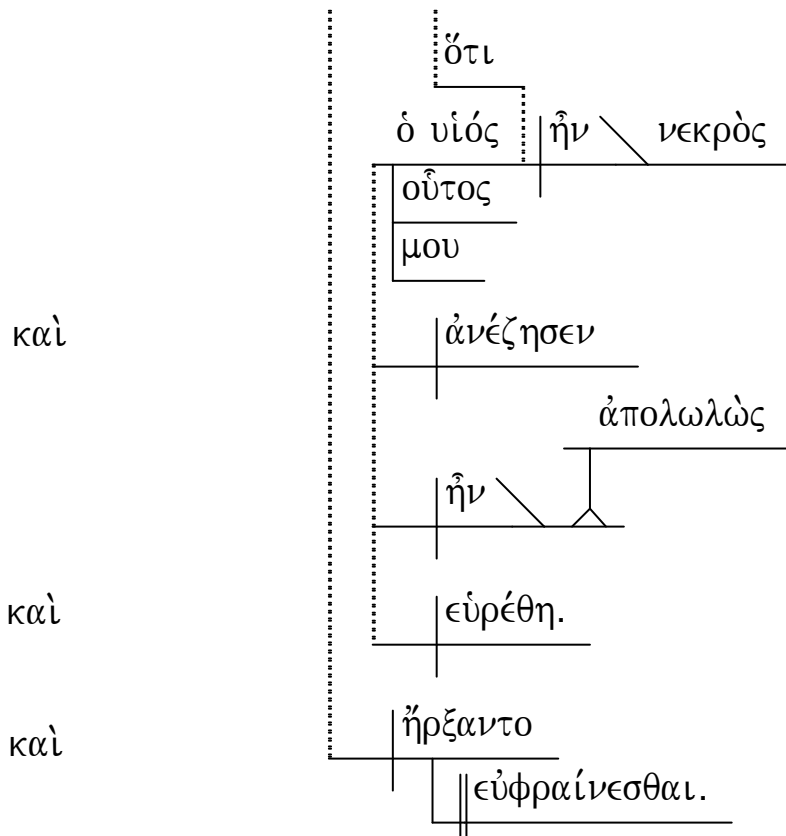 ὅτι
ὁ υἱός ἦν νεκρὸς
οὗτος
μου
καὶ ἀνέζησεν
ἀπολωλὼς
ἦν
καὶ εὑρέθη.
καὶ ἤρξαντο
εὐφραίνεσθαι.